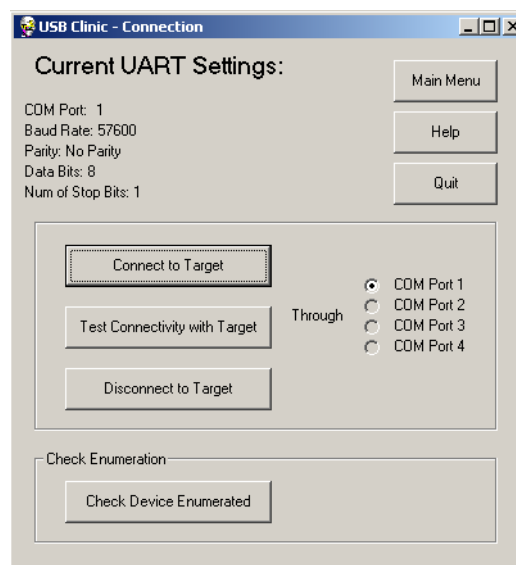 USB Clinic - Connection
Current UART Settings:
COM Port: 1
Baud Rate: 57600
Parity: No Parity
Data Bits: 8
Num of Stop Bits: 1
Main Menu
Help
Quit
Connect to Target
Test Connectivity with Target
Disconnect to Target
Through
COM Port 1
COM Port 2
COM Port 3
COM Port 4
Check Enumeration
Check Device Enumerated